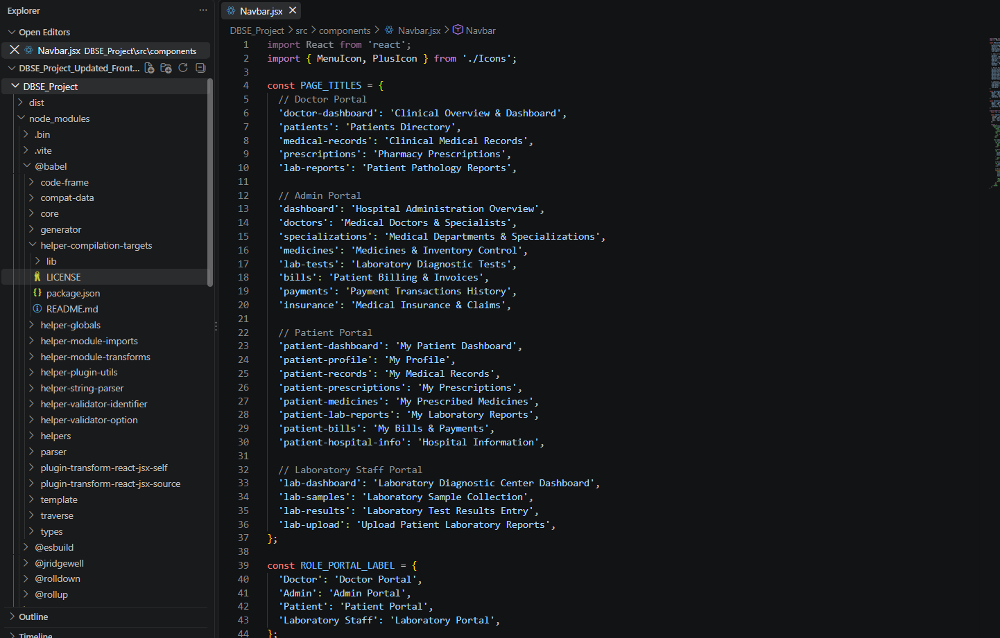 Explorer
Open Editors
Navbar.jsx DBSE_Project\src\components
DBSE_Project_Updated_Front...
DBSE_Project
dist
node_modules
.bin
.vite
@babel
code-frame
compat-data
core
generator
helper-compilation-targets
lib
LICENSE
package.json
README.md
helper-globals
helper-module-imports
helper-module-transforms
helper-plugin-utils
helper-string-parser
helper-validator-identifier
helper-validator-option
helpers
parser
plugin-transform-react-jsx-self
plugin-transform-react-jsx-source
template
traverse
types
@esbuild
@jridgewell
@rolldown
@rollup
Outline
Timeline
Navbar.jsx
DBSE_Project > src > components > Navbar.jsx > Navbar
1 import React from 'react';
2 import { MenuIcon, PlusIcon } from './Icons';
3
4 const PAGE_TITLES = {
5 // Doctor Portal
6 'doctor-dashboard': 'Clinical Overview & Dashboard',
7 'patients': 'Patients Directory',
8 'medical-records': 'Clinical Medical Records',
9 'prescriptions': 'Pharmacy Prescriptions',
10 'lab-reports': 'Patient Pathology Reports',
11
12 // Admin Portal
13 'dashboard': 'Hospital Administration Overview',
14 'doctors': 'Medical Doctors & Specialists',
15 'specializations': 'Medical Departments & Specializations',
16 'medicines': 'Medicines & Inventory Control',
17 'lab-tests': 'Laboratory Diagnostic Tests',
18 'bills': 'Patient Billing & Invoices',
19 'payments': 'Payment Transactions History',
20 'insurance': 'Medical Insurance & Claims',
21
22 // Patient Portal
23 'patient-dashboard': 'My Patient Dashboard',
24 'patient-profile': 'My Profile',
25 'patient-records': 'My Medical Records',
26 'patient-prescriptions': 'My Prescriptions',
27 'patient-medicines': 'My Prescribed Medicines',
28 'patient-lab-reports': 'My Laboratory Reports',
29 'patient-bills': 'My Bills & Payments',
30 'patient-hospital-info': 'Hospital Information',
31
32 // Laboratory Staff Portal
33 'lab-dashboard': 'Laboratory Diagnostic Center Dashboard',
34 'lab-samples': 'Laboratory Sample Collection',
35 'lab-results': 'Laboratory Test Results Entry',
36 'lab-upload': 'Upload Patient Laboratory Reports',
37 };
38
39 const ROLE_PORTAL_LABEL = {
40 'Doctor': 'Doctor Portal',
41 'Admin': 'Admin Portal',
42 'Patient': 'Patient Portal',
43 'Laboratory Staff': 'Laboratory Portal',
44 };